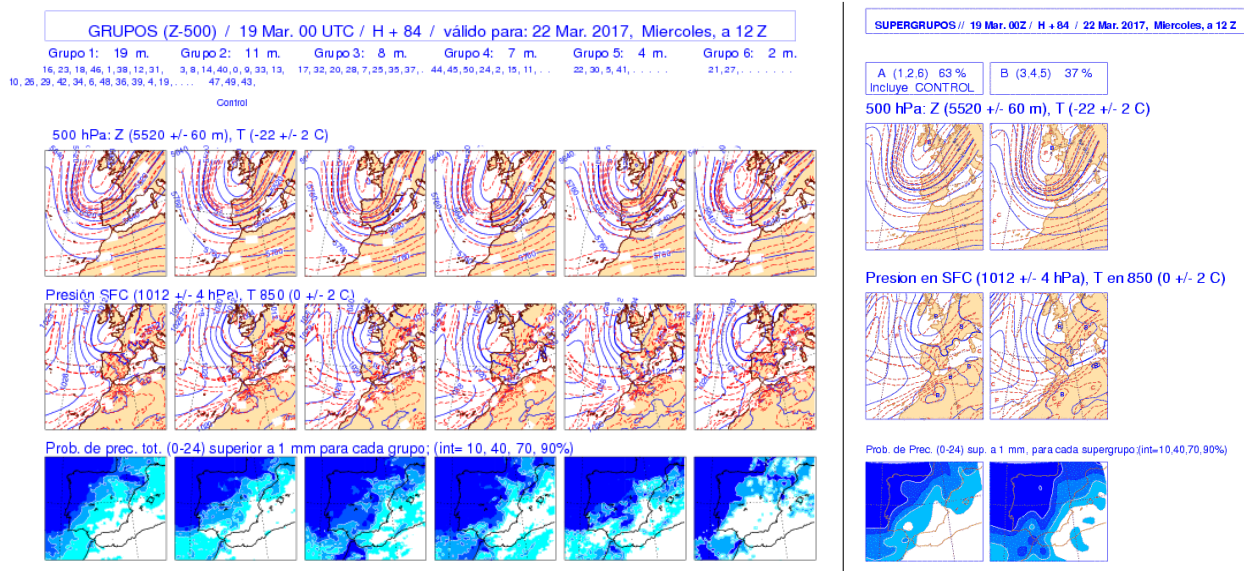 GRUPOS (Z-500) / 19 Mar. 00 UTC / H + 84 / válido para: 22 Mar. 2017, Miercoles, a 12 Z
Grupo 1: 19 m. Grupo 2: 11 m. Grupo 3: 8 m. Grupo 4: 7 m. Grupo 5: 4 m. Grupo 6: 2 m.
16, 23, 18, 46, 1, 38, 12, 31, 3, 8, 14, 40, 0, 9, 33, 13, 17, 32, 20, 28, 7, 25, 35, 37, . 44, 45, 50, 24, 2, 15, 11, . . 22, 30, 5, 41, . . . . . 21, 27, . . . . . . .
10, 26, 29, 42, 34, 6, 48, 36, 39, 4, 19, . . . . 47, 49, 43,
Control
500 hPa: Z (5520 +/- 60 m), T (-22 +/- 2 C)
Presión SFC (1012 +/- 4 hPa), T 850 (0 +/- 2 C)
Prob. de prec. tot. (0-24) superior a 1 mm para cada grupo; (int= 10, 40, 70, 90%)
SUPERGRUPOS // 19 Mar. 00Z / H + 84 / 22 Mar. 2017, Miercoles, a 12 Z
A (1.2.6) 63 % B (3.4.5) 37 %
Incluye CONTROL
500 hPa: Z (5520 +/- 60 m), T (-22 +/- 2 C)
Presion en SFC (1012 +/- 4 hPa), T en 850 (0 +/- 2 C)
Prob. de Prec. (0-24) sup. a 1 mm, para cada supergrupo;(int=10,40,70,90%)